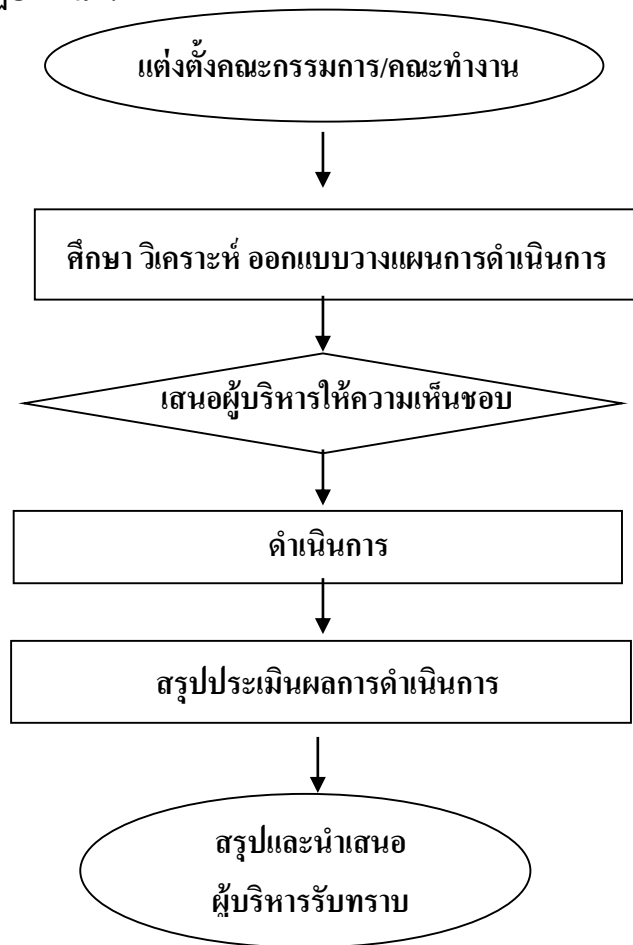 แต่งตั้งคณะกรรมการ/คณะทำงาน
ศึกษา วิเคราะห์ ออกแบบวางแผนการดำเนินการ
เสนอผู้บริหารให้ความเห็นชอบ
ดำเนินการ
สรุปประเมินผลการดำเนินการ
สรุปและนำเสนอ
ผู้บริหารรับทราบ